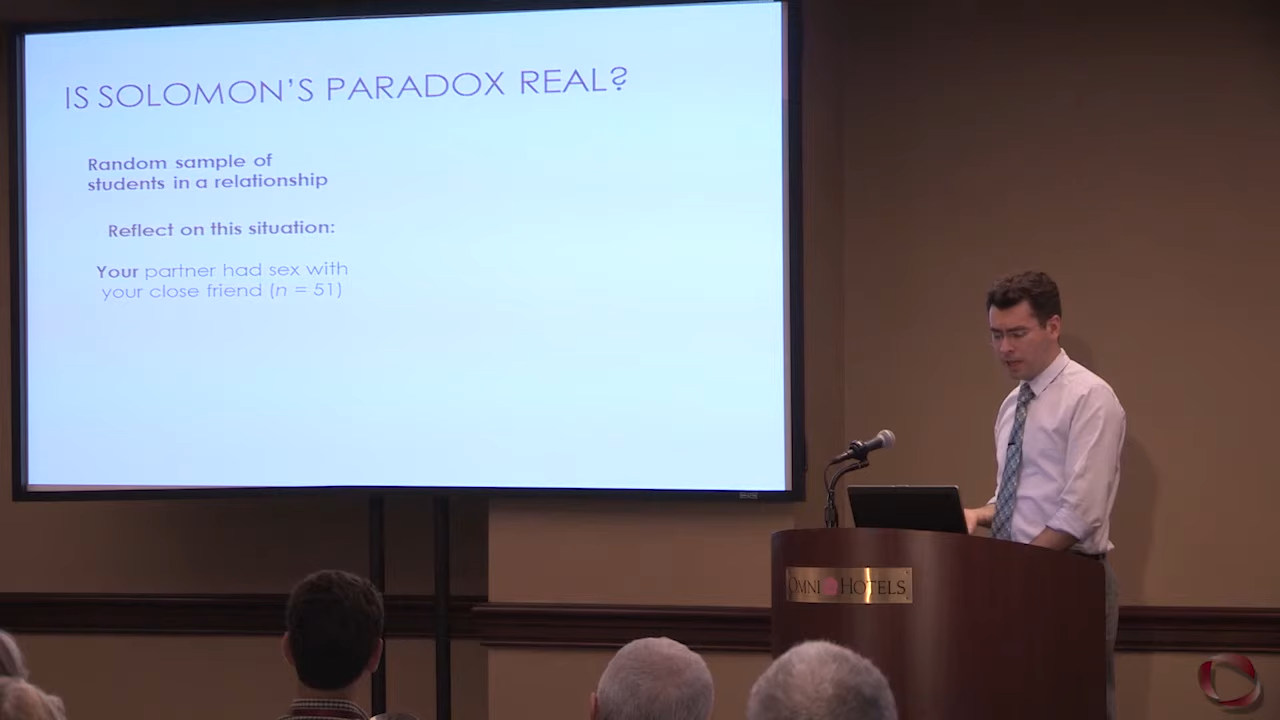 IS SOLOMON'S PARADOX REAL?
Random sample of
students in a relationship
Reflect on this situation:
Your partner had sex with
your close friend (n = 51)
OMNI HOTELS